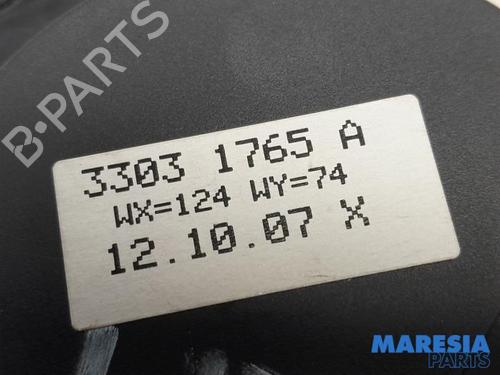 B-PARTS
3303 1765 A
WX=124 WY=74
12.10.07 X
MARESIA
PARTS